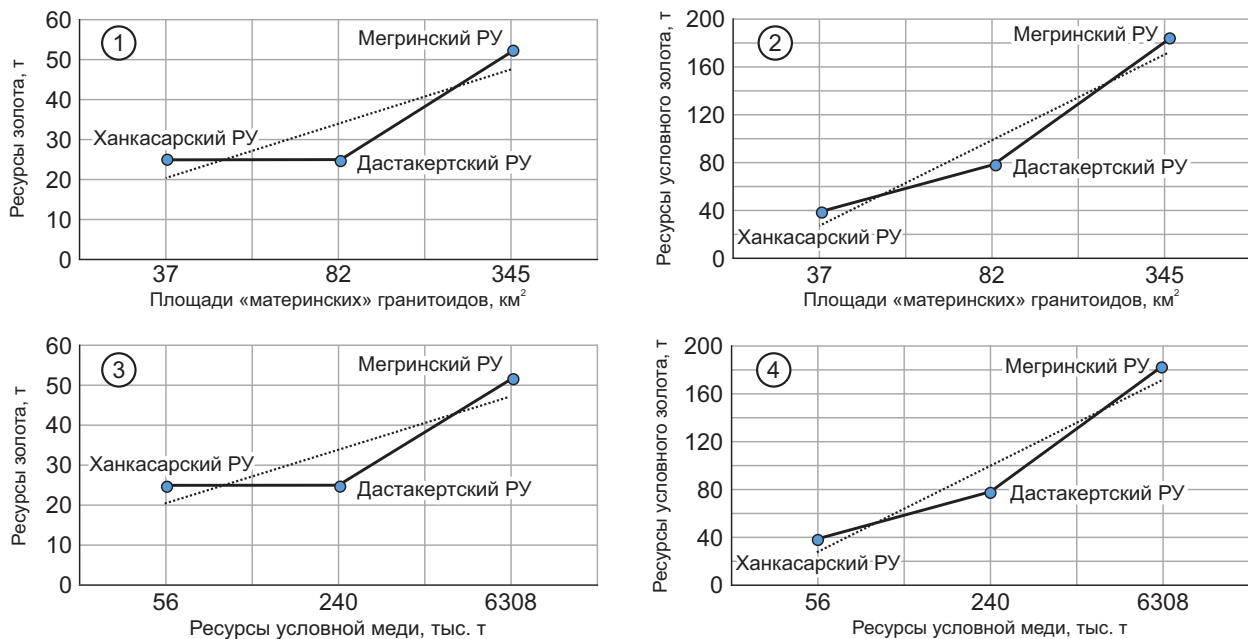 Ресурсы золота, т
60
50
40
30
20
10
0
1
Мегринский РУ
Ханкасарский РУ
Дастакертский РУ
37 82 345
Площади «материнских» гранитоидов, км²
Ресурсы условного золота, т
200
160
120
80
40
0
2
Мегринский РУ
Дастакертский РУ
Ханкасарский РУ
37 82 345
Площади «материнских» гранитоидов, км²
Ресурсы золота, т
60
50
40
30
20
10
0
3
Мегринский РУ
Ханкасарский РУ
Дастакертский РУ
56 240 6308
Ресурсы условной меди, тыс. т
Ресурсы условного золота, т
200
160
120
80
40
0
4
Мегринский РУ
Дастакертский РУ
Ханкасарский РУ
56 240 6308
Ресурсы условной меди, тыс. т